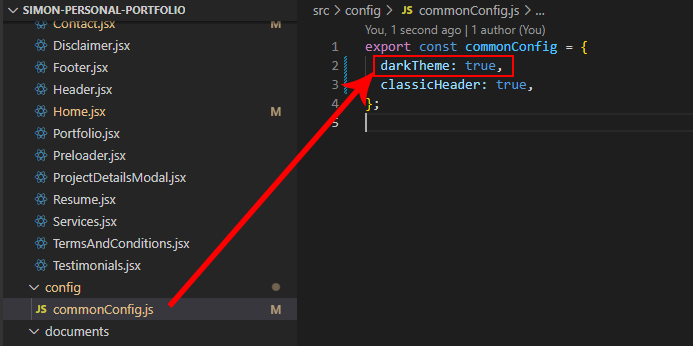 SIMON-PERSONAL-PORTFOLIO
Contact.jsx M
Disclaimer.jsx
Footer.jsx
Header.jsx
Home.jsx M
Portfolio.jsx
Preloader.jsx
ProjectDetailsModal.jsx
Resume.jsx
Services.jsx
TermsAndConditions.jsx
Testimonials.jsx
config
JS commonConfig.js M
documents
src > config > JS commonConfig.js > ...
You, 1 second ago | 1 author (You)
1 export const commonConfig = {
2 darkTheme: true,
3 classicHeader: true,
4 };
5